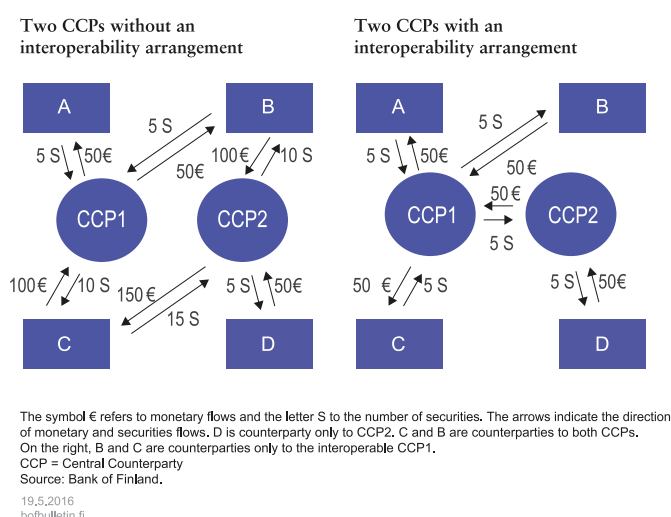 Two CCPs without an
interoperability arrangement
A
B
5 S
5 S
50€
50€
100€
10 S
CCP1
CCP2
100€
10 S
150€
15 S
5 S
50€
C
D
Two CCPs with an
interoperability arrangement
A
B
5 S
5 S
50€
50€
50€
CCP1
CCP2
5 S
50 €
5 S
5 S
50€
C
D
The symbol € refers to monetary flows and the letter S to the number of securities. The arrows indicate the direction
of monetary and securities flows. D is counterparty only to CCP2. C and B are counterparties to both CCPs.
On the right, B and C are counterparties only to the interoperable CCP1.
CCP = Central Counterparty
Source: Bank of Finland.
19.5.2016
bofbulletin.fi